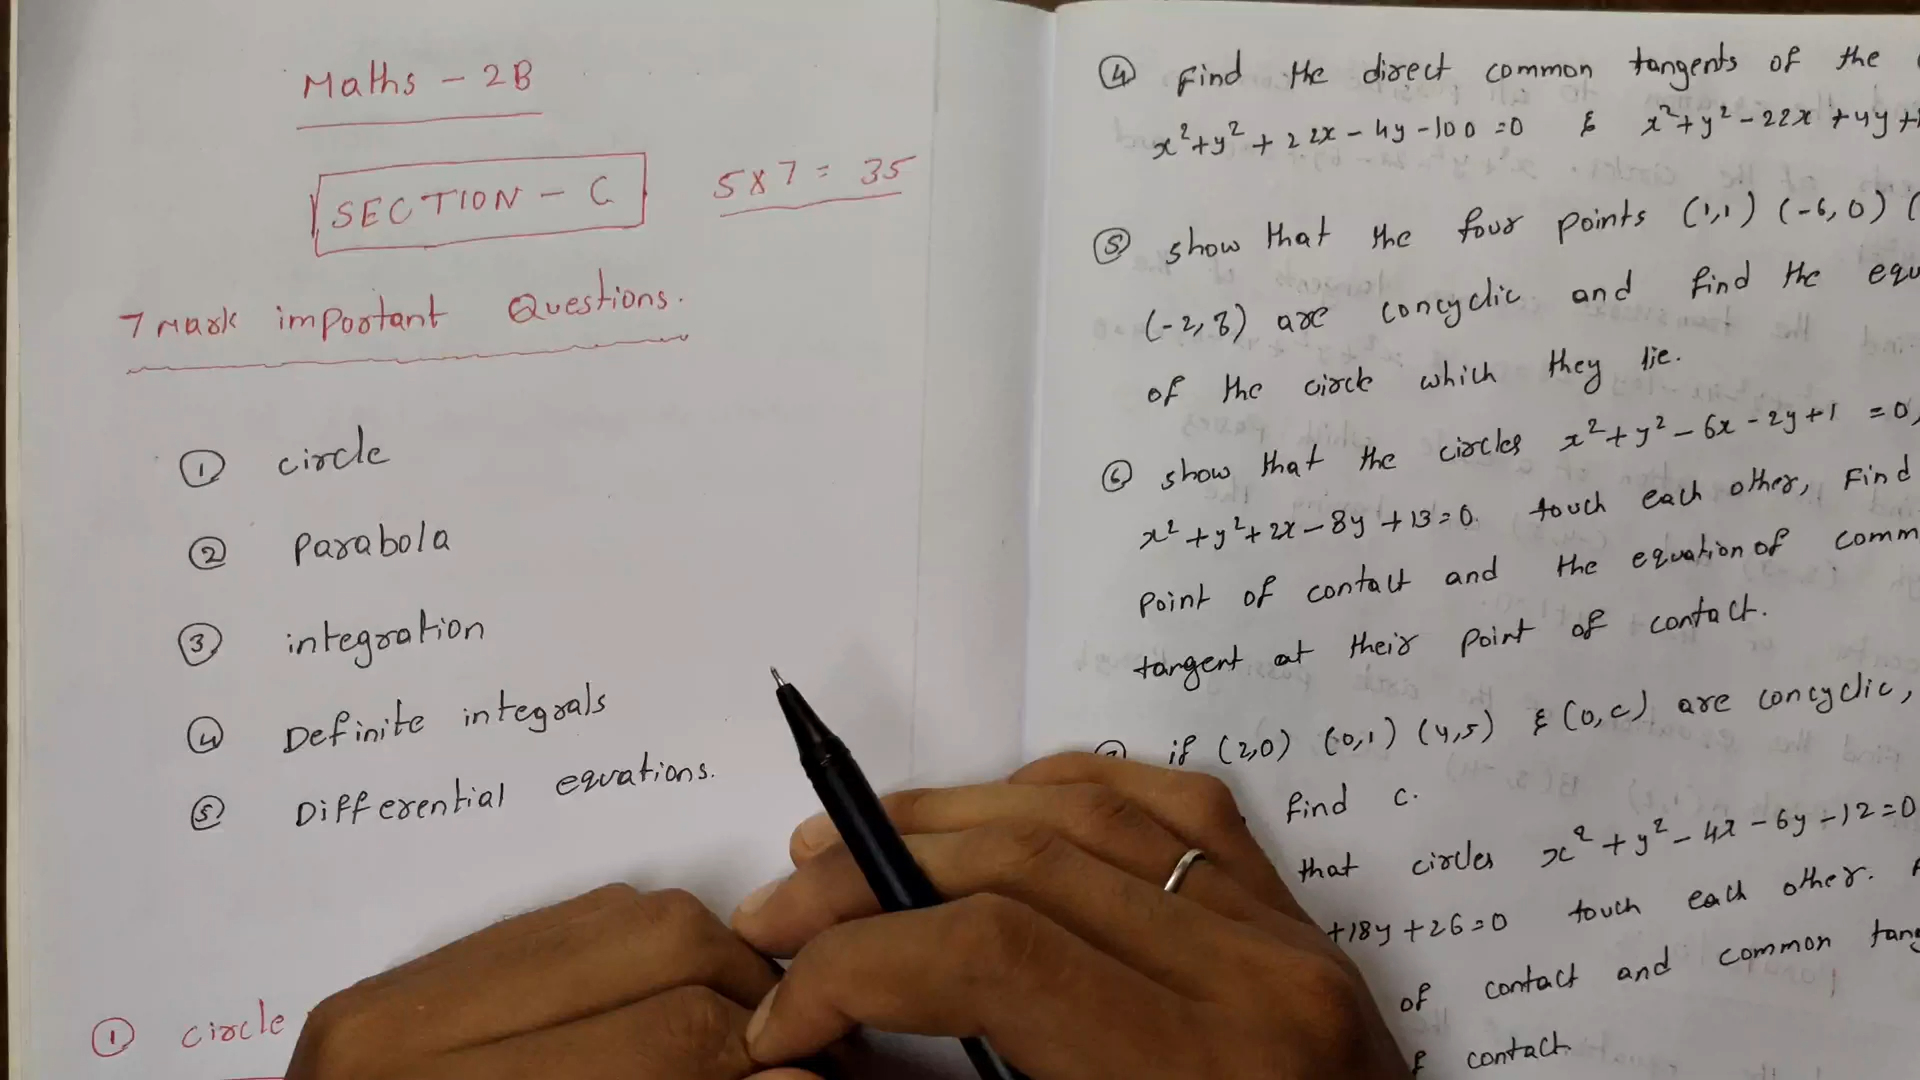 Maths - 2B
SECTION - C
5x7 = 35
7 Mark important Questions.
① circle
② Parabola
③ integration
④ Definite integrals
⑤ Differential equations.
① circle
④ Find the direct common tangents of the
x²+y²+22x-4y-100=0 & x²+y²-22x+4y+
⑤ show that the four points (1,1) (-6,0) (
(-2,8) are concyclic and find the equ
of the circle which they lie.
⑥ show that the circles x²+y²-6x-2y+1 =0,
x²+y²+2x-8y+13=0. touch each other, Find
point of contact and the equation of comm
tangent at their point of contact.
if (2,0) (0,1) (4,5) & (0,c) are concyclic,
find c.
that circles x²+y²-4x-6y-12=0
+18y+26=0 touch each other.
of contact and common tang
contact.